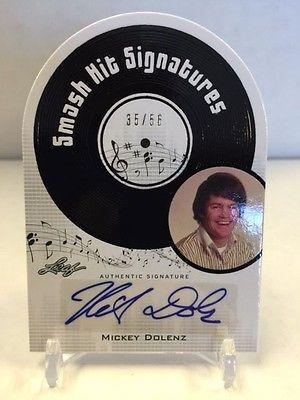 Smash Hit Signatures
35/56
Leaf
AUTHENTIC SIGNATURE
MICKEY DOLENZ